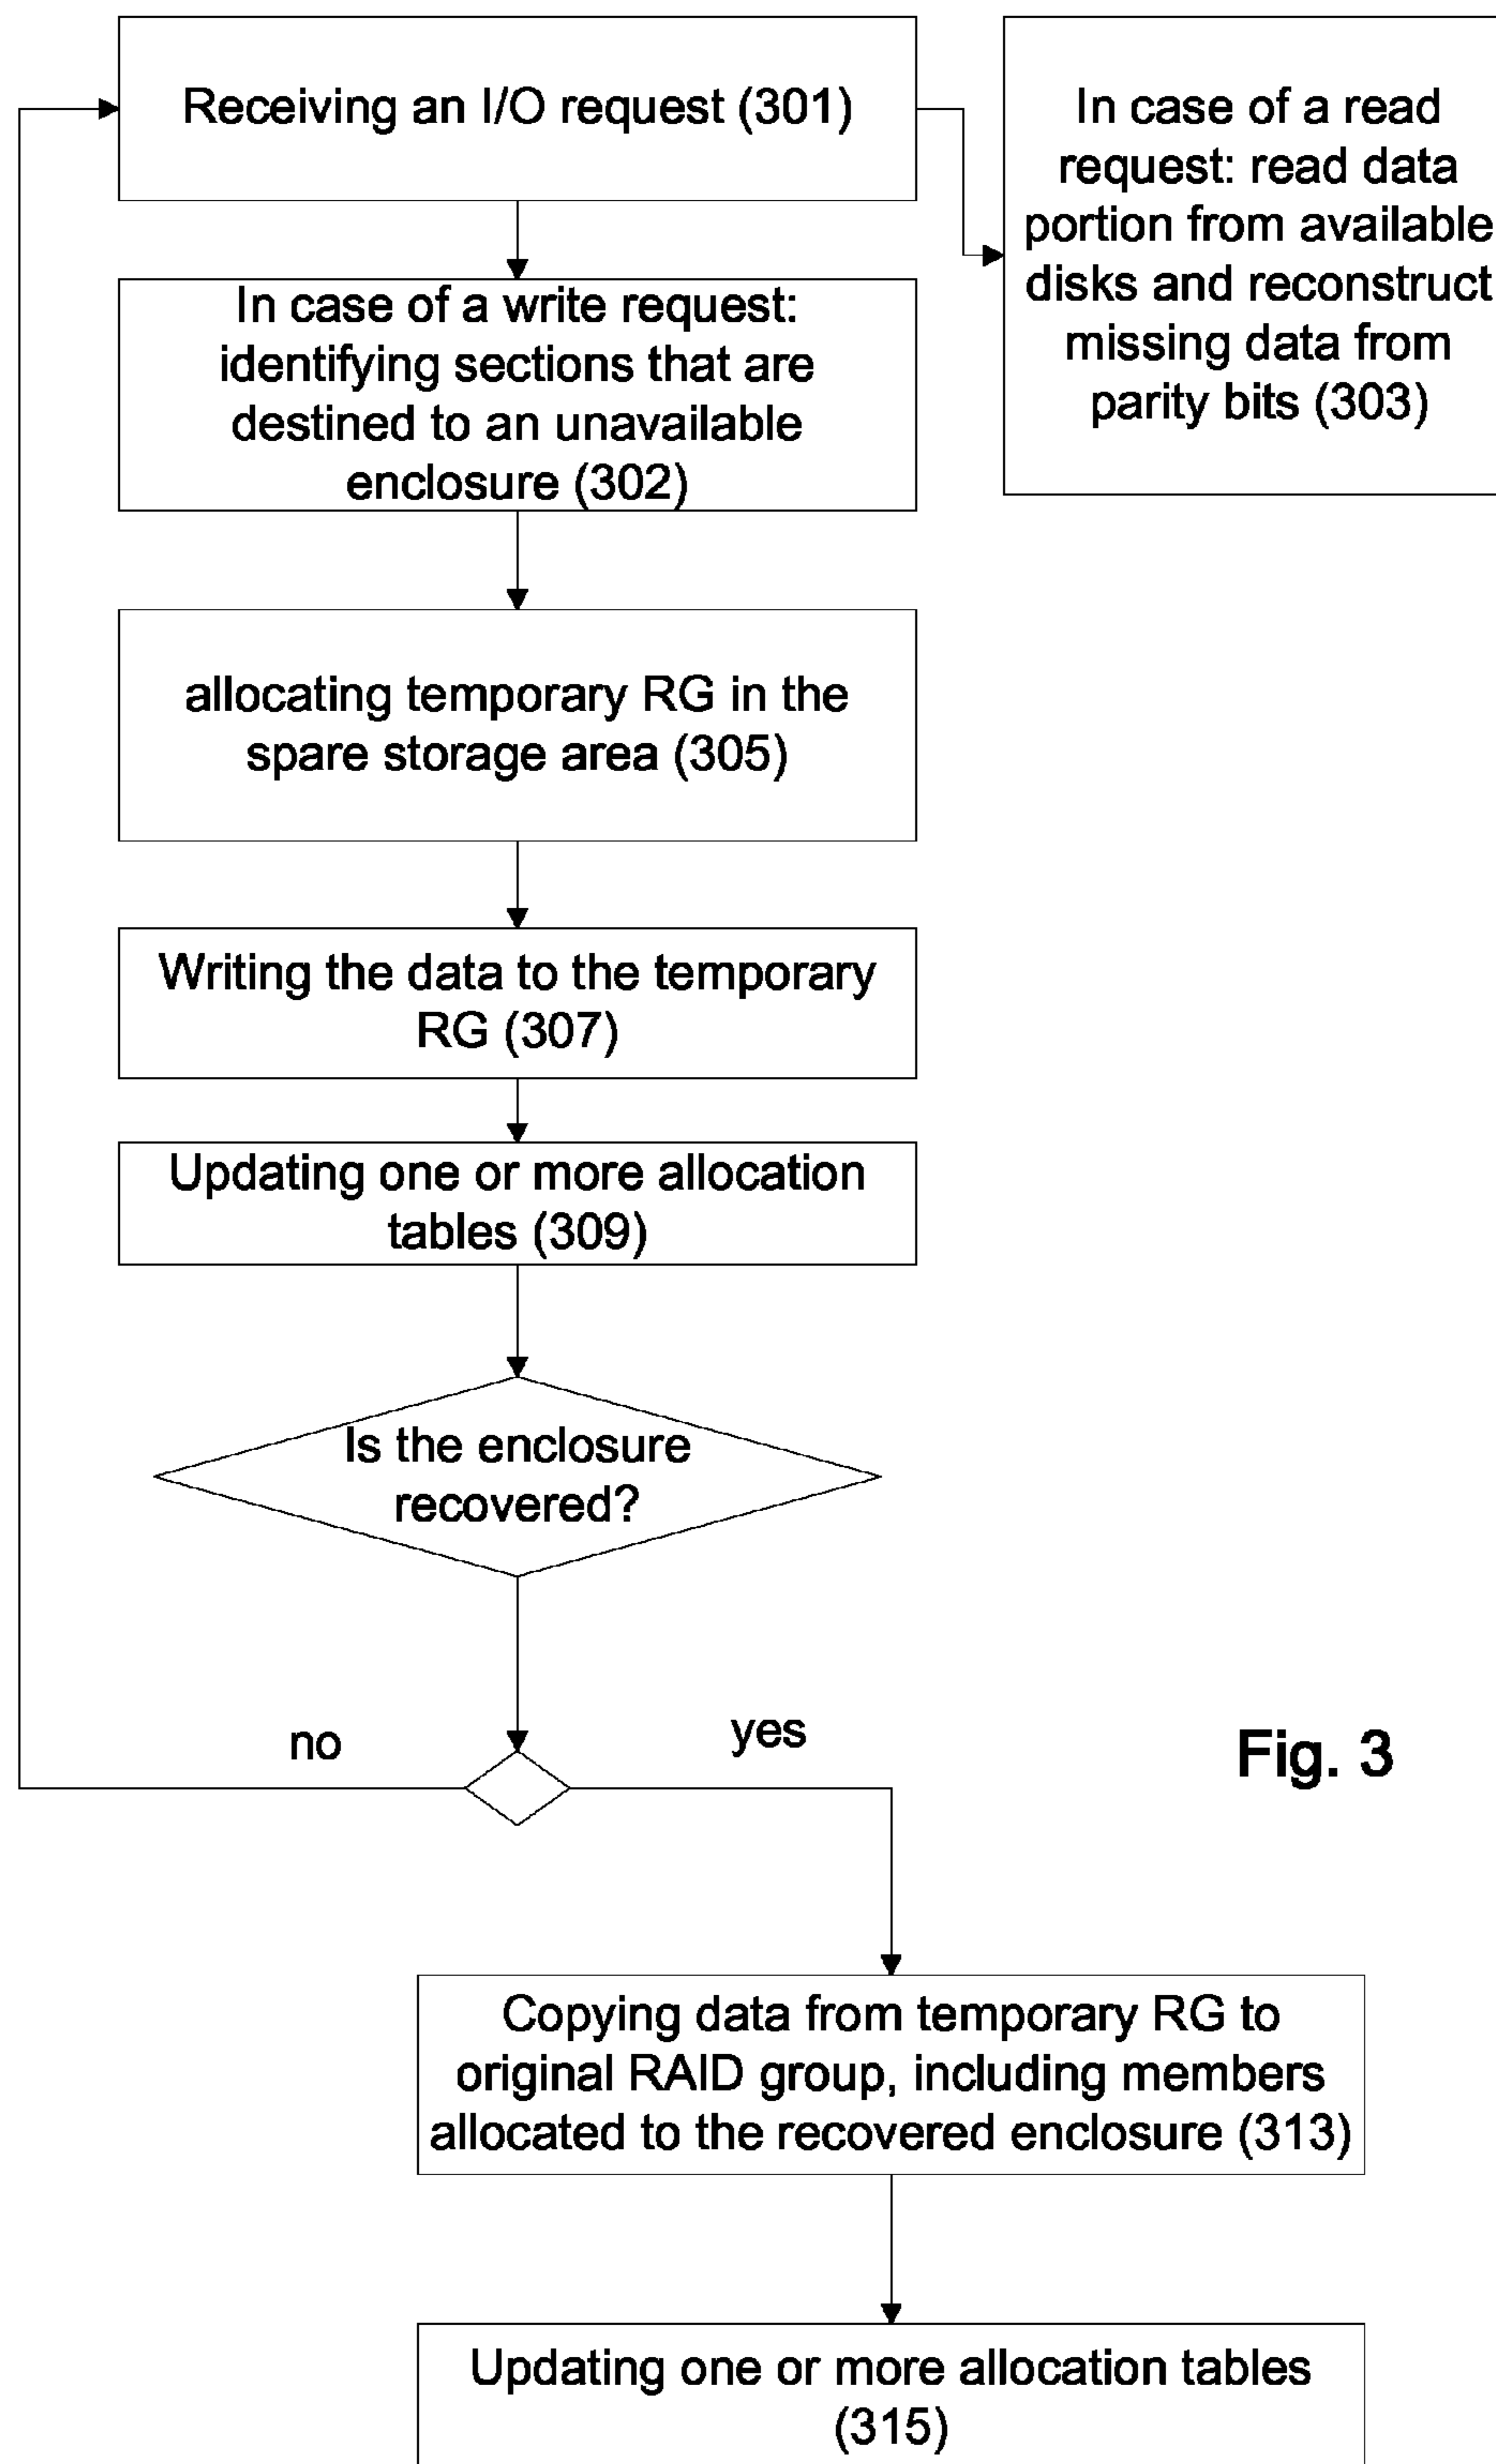 Receiving an I/O request (301)
In case of a read
request: read data
portion from available
disks and reconstruct
missing data from
parity bits (303)
In case of a write request:
identifying sections that are
destined to an unavailable
enclosure (302)
allocating temporary RG in the
spare storage area (305)
Writing the data to the temporary
RG (307)
Updating one or more allocation
tables (309)
Is the enclosure
recovered?
no
yes
Fig. 3
Copying data from temporary RG to
original RAID group, including members
allocated to the recovered enclosure (313)
Updating one or more allocation tables
(315)